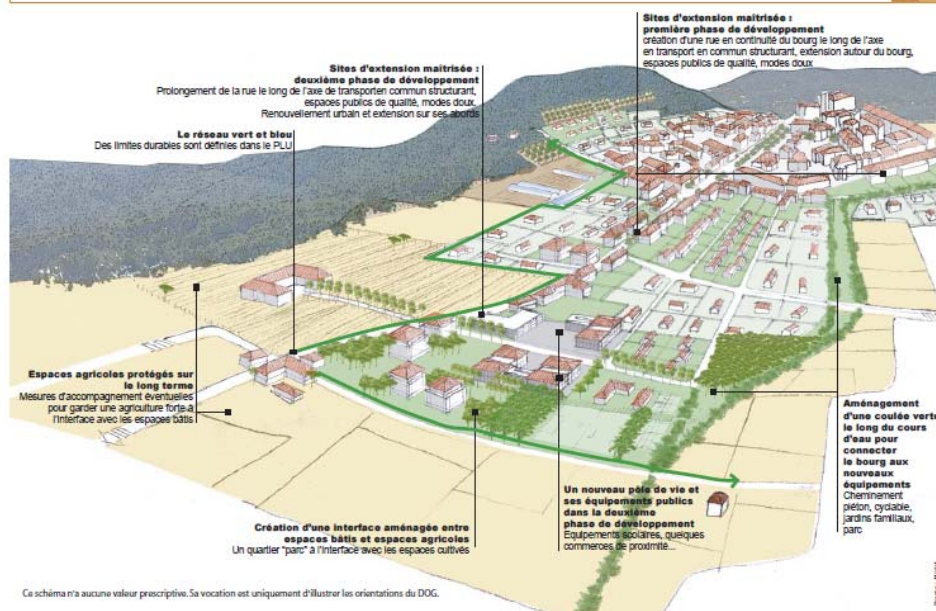 Sites d'extension maîtrisée :
première phase de développement
création d'une rue en continuité du bourg le long de l'axe
en transport en commun structurant, extension autour du bourg,
espaces publics de qualité, modes doux
Sites d'extension maîtrisée :
deuxième phase de développement
Prolongement de la rue le long de l'axe de transporten commun structurant,
espaces publics de qualité, modes doux.
Renouvellement urbain et extension sur ses abords
Le réseau vert et bleu
Des limites durables sont définies dans le PLU
Espaces agricoles protégés sur
le long terme
Mesures d'accompagnement éventuelles
pour garder une agriculture forte à
l'interface avec les espaces bâtis
Création d'une interface aménagée entre
espaces bâtis et espaces agricoles
Un quartier "parc" à l'interface avec les espaces cultivés
Un nouveau pôle de vie et
ses équipements publics
dans la deuxième
phase de développement
Equipements scolaires, quelques
commerces de proximité...
Aménagement
d'une coulée verte
le long du cours
d'eau pour
connecter
le bourg aux
nouveaux
équipements
Cheminement
piéton, cyclable,
jardins familiaux,
parc
Ce schéma n'a aucune valeur prescriptive. Sa vocation est uniquement d'illustrer les orientations du DOG.